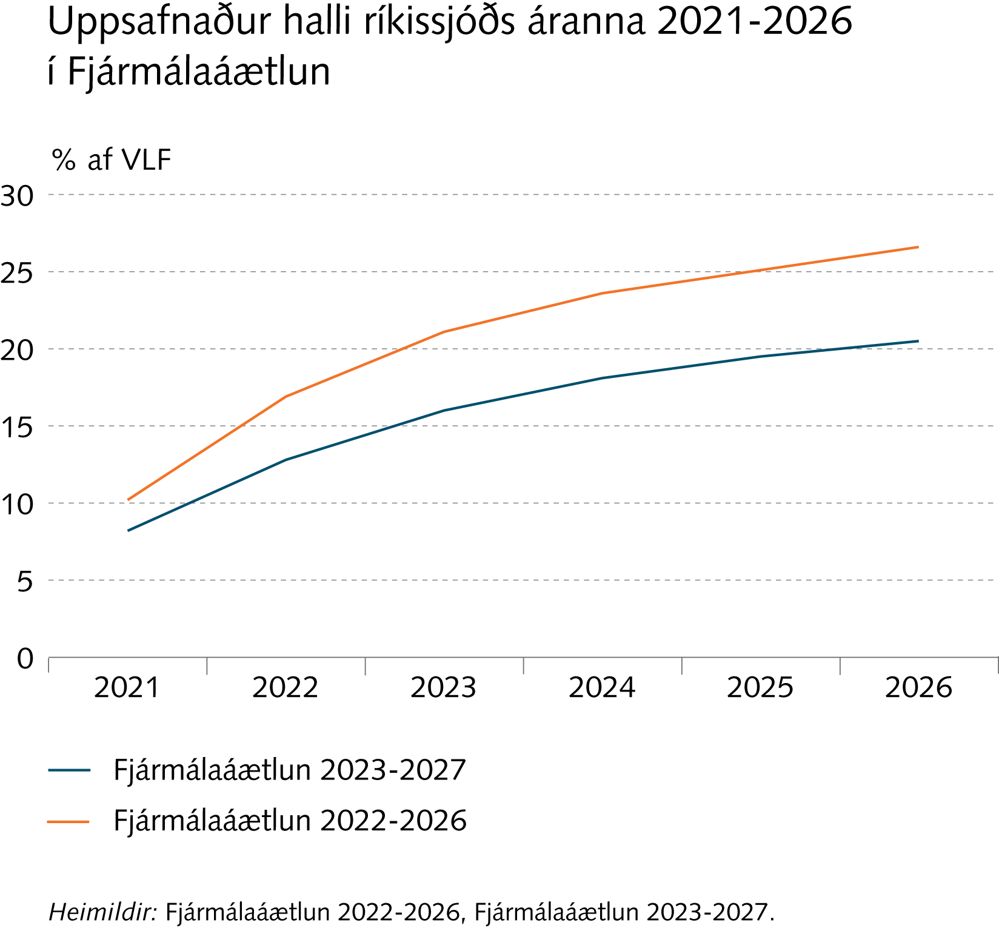 Uppsafnaður halli ríkissjóðs áranna 2021-2026
í Fjármálaáætlun
% af VLF
30
25
20
15
10
5
0
2021 2022 2023 2024 2025 2026
Fjármálaáætlun 2023-2027
Fjármálaáætlun 2022-2026
Heimildir: Fjármálaáætlun 2022-2026, Fjármálaáætlun 2023-2027.